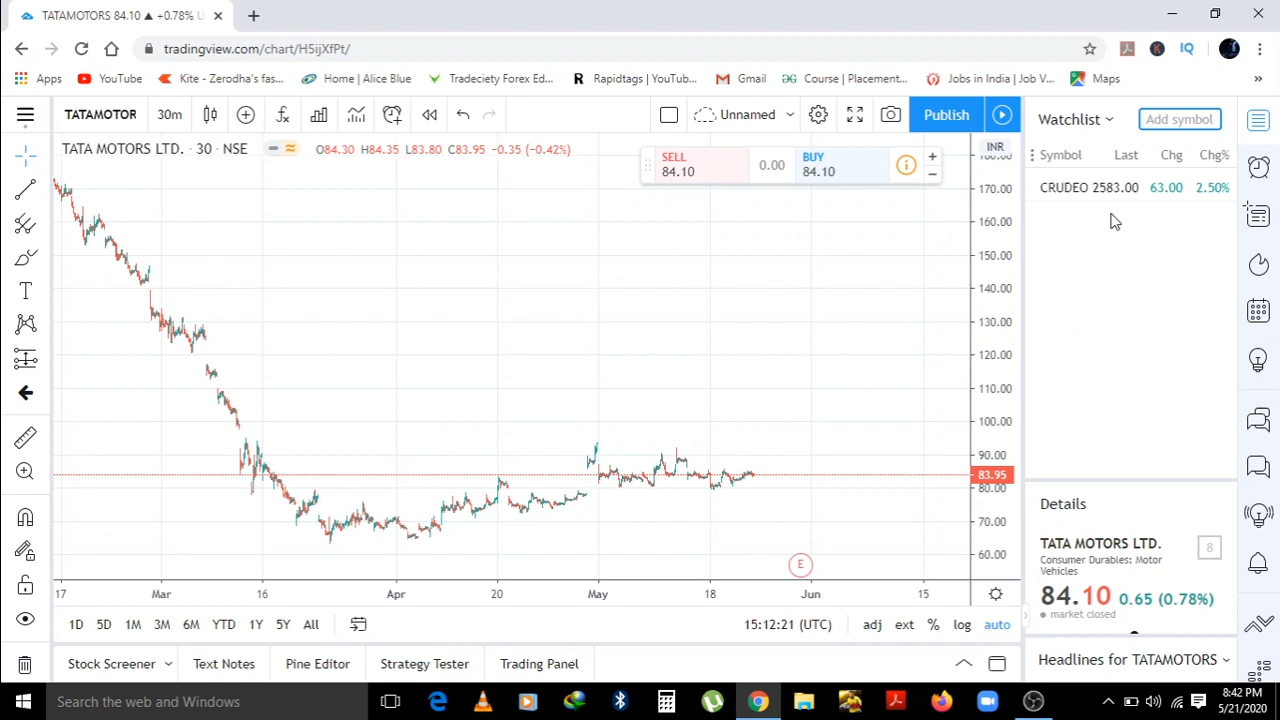 TATAMOTORS 84.10 ▲ +0.78% U
tradingview.com/chart/H5ijXfPt/
Apps YouTube Kite - Zerodha's fas... Home | Alice Blue Tradeciety Forex Ed... Rapidtags | YouTub... Gmail Course | Placement... Jobs in India | Job V... Maps »
TATAMOTOR 30m Unnamed Publish
Watchlist Add symbol
TATA MOTORS LTD. · 30 · NSE O84.30 H84.35 L83.80 C83.95 -0.35 (-0.42%)
SELL
84.10
0.00
BUY
84.10
INR
Symbol Last Chg Chg%
CRUDEO 2583.00 63.00 2.50%
170.00
160.00
150.00
140.00
130.00
120.00
110.00
100.00
90.00
83.95
80.00
70.00
60.00
E
17 Mar 16 Apr 20 May 18 Jun 15
1D 5D 1M 3M 6M YTD 1Y 5Y All 15:12:21 (UTC) adj ext % log auto
Details
TATA MOTORS LTD. 8
Consumer Durables: Motor
Vehicles
84.10 0.65 (0.78%)
market closed
Headlines for TATAMOTORS
Stock Screener Text Notes Pine Editor Strategy Tester Trading Panel
Search the web and Windows
8:42 PM
5/21/2020